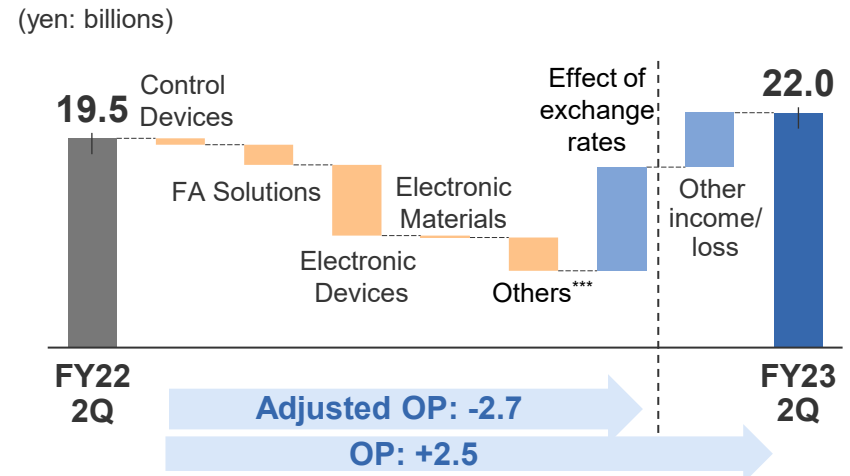 (yen: billions)
19.5
Control
Devices
FA Solutions
Electronic
Devices
Electronic
Materials
Others***
Effect of
exchange
rates
Other
income/
loss
22.0
FY22
2Q
FY23
2Q
Adjusted OP: -2.7
OP: +2.5